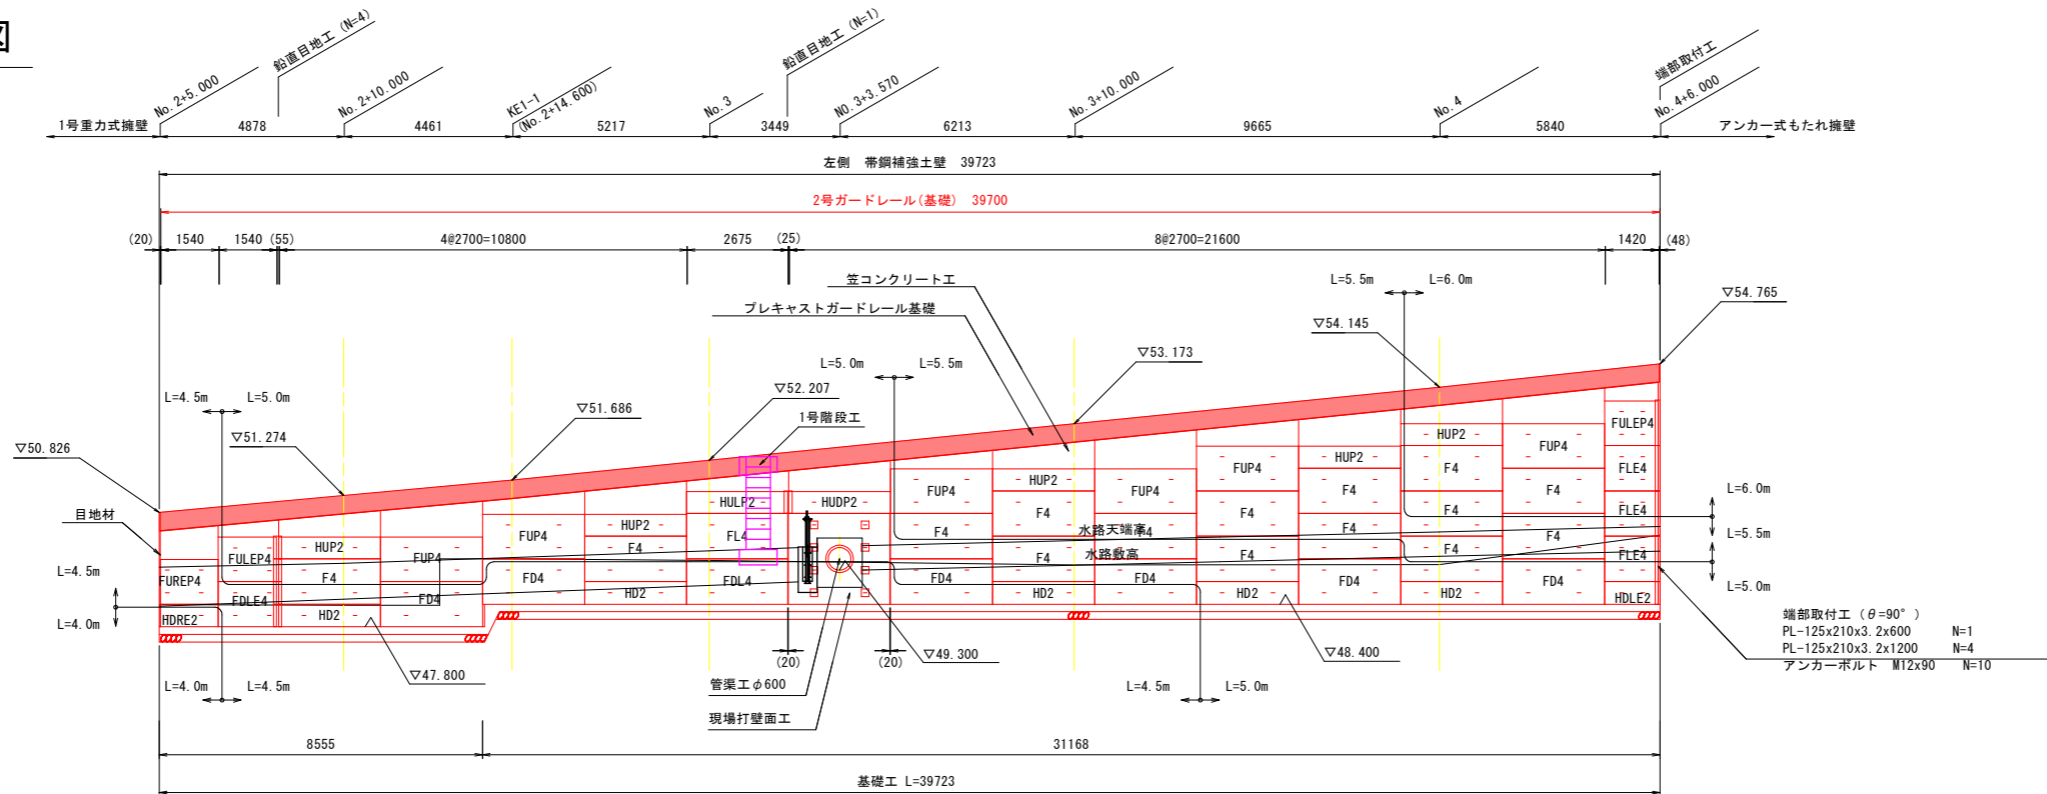 図
鉛直目地工 (N=4)
鉛直目地工 (N=1)
端部取付工
No.2+5.000
No.2+10.000
KE1-1
(No.2+14.600)
No.3
NO.3+3.570
No.3+10.000
No.4
No.4+6.000
1号重力式擁壁
4878
4461
5217
3449
6213
9665
5840
アンカー式もたれ擁壁
左側　帯鋼補強土壁　39723
2号ガードレール(基礎)　39700
(20)
1540
1540
(55)
4@2700=10800
2675
(25)
8@2700=21600
1420
(48)
笠コンクリート工
プレキャストガードレール基礎
L=5.5m
L=6.0m
▽54.765
▽54.145
▽53.173
L=5.0m
L=5.5m
▽52.207
1号階段工
▽51.686
L=4.5m
L=5.0m
▽51.274
▽50.826
目地材
L=4.5m
L=4.0m
FUREP4
HDRE2
FULEP4
FDLE4
HUP2
F4
HD2
FUP4
FD4
FUP4
FD4
HUP2
F4
HD2
HULP2
FL4
FDL4
HUDP2
FUP4
F4
FD4
HUP2
F4
F4
HD2
FUP4
F4
FD4
FUP4
F4
F4
HD2
HUP2
F4
F4
FD4
HUP2
F4
F4
F4
HD2
FUP4
F4
F4
FD4
FULEP4
FLE4
FLE4
FLE4
HDLE2
水路天端高
水路敷高
L=6.0m
L=5.5m
L=5.0m
(20)
(20)
▽49.300
▽48.400
▽47.800
管渠工φ600
現場打壁面工
L=4.0m
L=4.5m
L=4.5m
L=5.0m
端部取付工 (θ=90°)
PL-125x210x3.2x600　N=1
PL-125x210x3.2x1200　N=4
アンカーボルト　M12x90　N=10
8555
31168
基礎工 L=39723